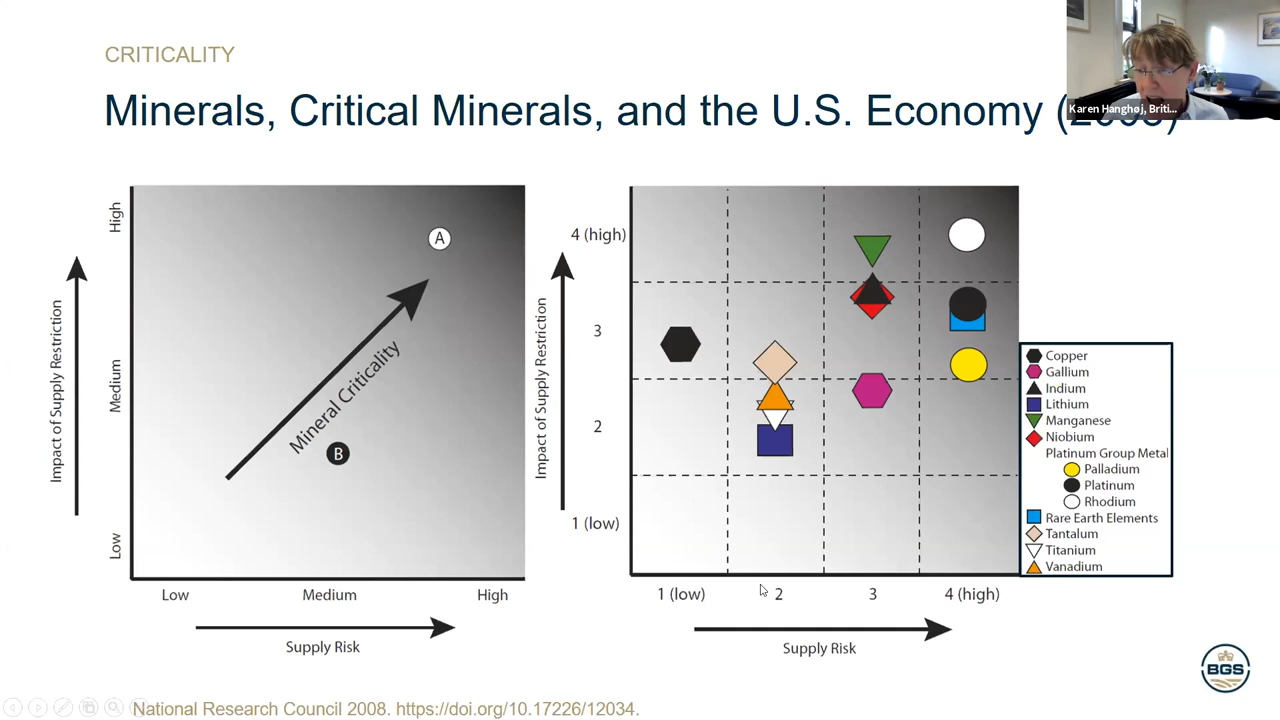 CRITICALITY
Minerals, Critical Minerals, and the U.S. Economy
Karen Hanghøj, Briti...
High
Medium
Low
Impact of Supply Restriction
A
Mineral Criticality
B
Low Medium High
Supply Risk
4 (high)
3
2
1 (low)
Impact of Supply Restriction
1 (low) 2 3 4 (high)
Supply Risk
Copper
Gallium
Indium
Lithium
Manganese
Niobium
Platinum Group Metal
Palladium
Platinum
Rhodium
Rare Earth Elements
Tantalum
Titanium
Vanadium
BGS
National Research Council 2008. https://doi.org/10.17226/12034.